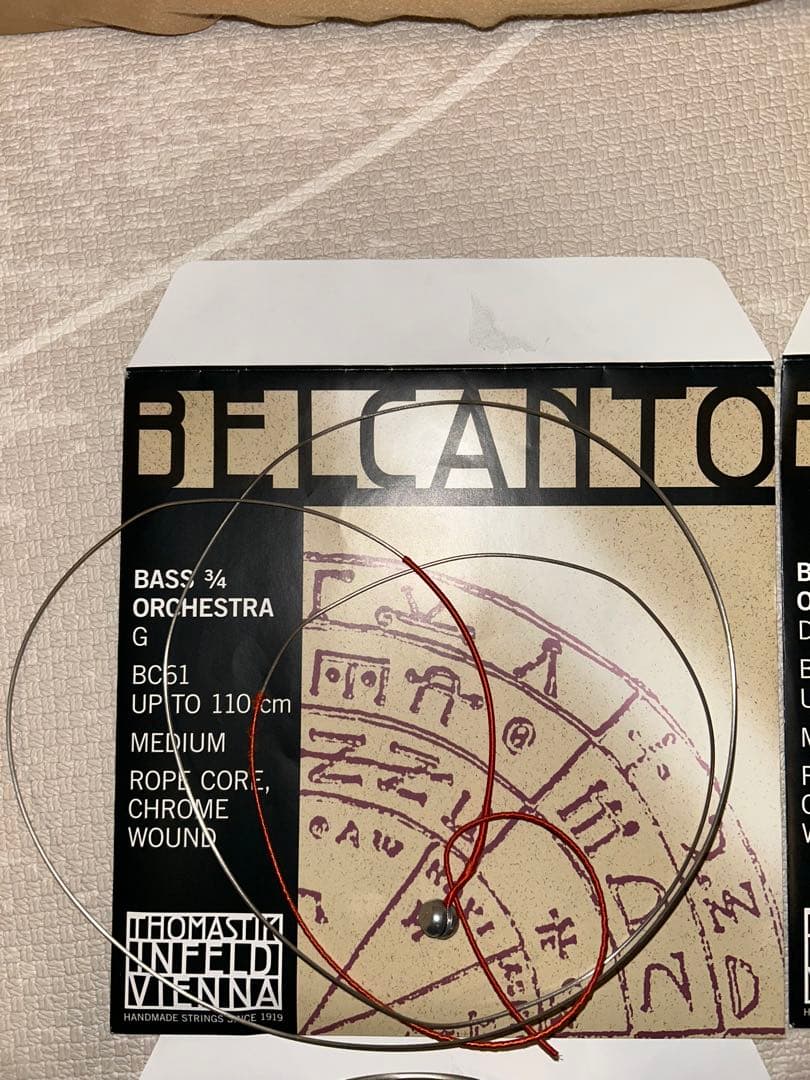 BELCANTO
BASS ¾
ORCHESTRA
G
BC61
UP TO 110 cm
MEDIUM
ROPE CORE,
CHROME
WOUND
THOMASTIK
INFELD
VIENNA
HANDMADE STRINGS SINCE 1919